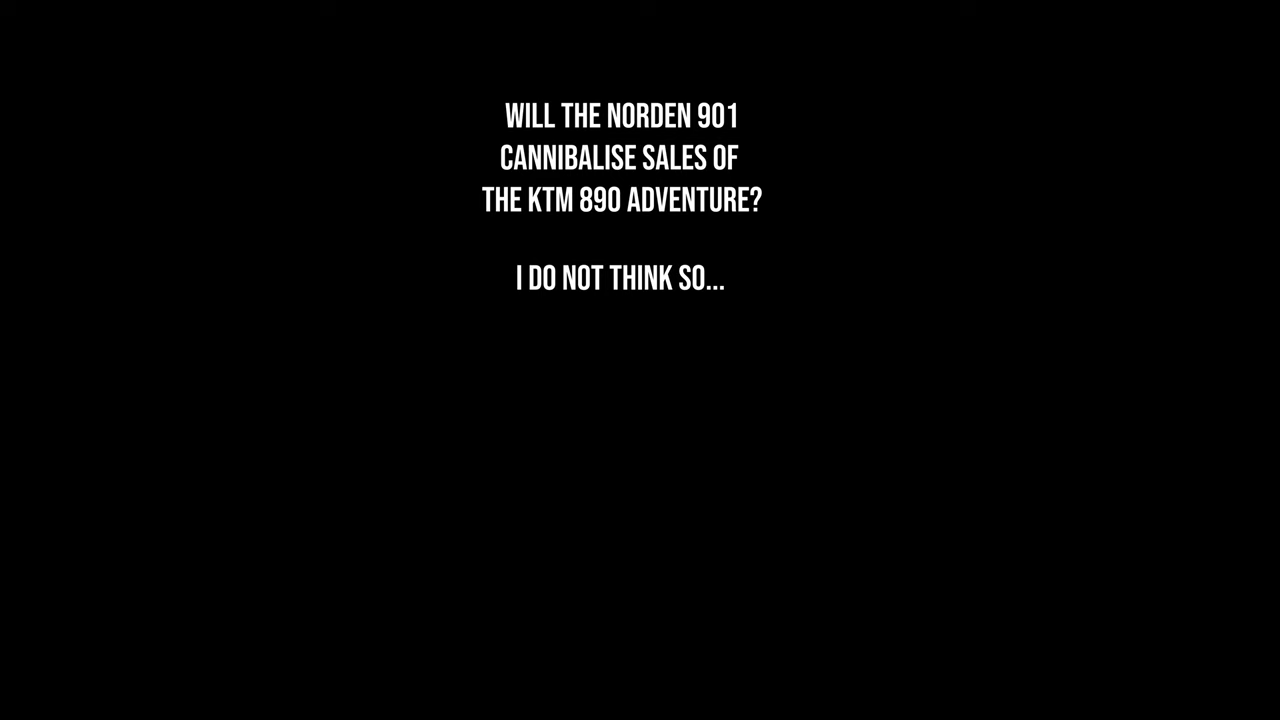 WILL THE NORDEN 901
CANNIBALISE SALES OF
THE KTM 890 ADVENTURE?
I DO NOT THINK SO...